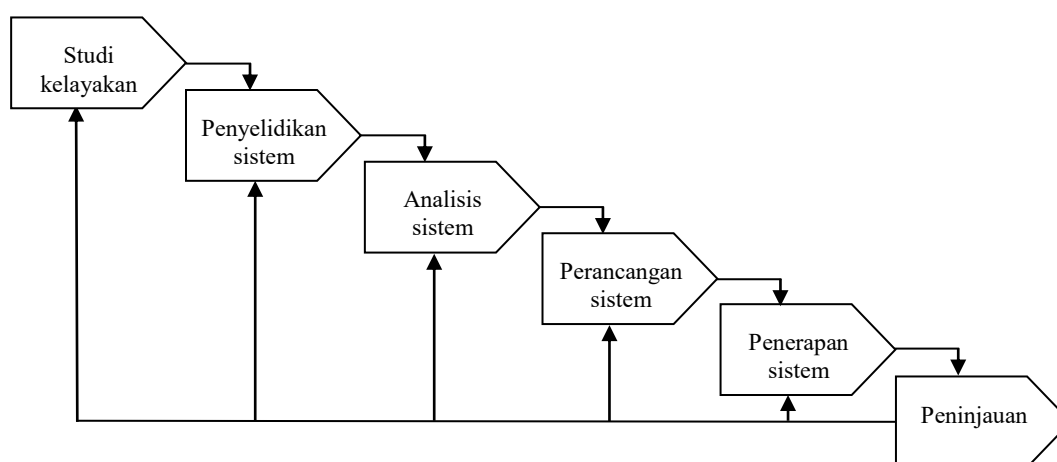 Studi
kelayakan
Penyelidikan
sistem
Analisis
sistem
Perancangan
sistem
Penerapan
sistem
Peninjauan